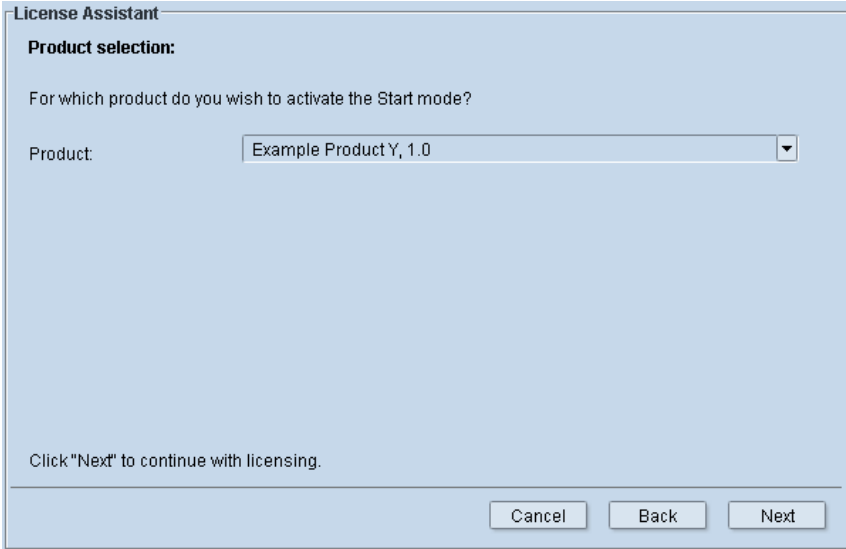 License Assistant
Product selection:
For which product do you wish to activate the Start mode?
Product: Example Product Y, 1.0
Click "Next" to continue with licensing.
Cancel Back Next